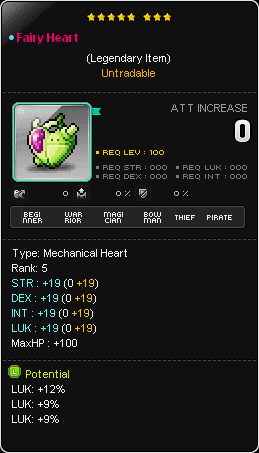 Fairy Heart
(Legendary Item)
Untradable
ATT INCREASE
0
REQ LEV : 100
REQ STR : 000 REQ LUK : 000
REQ DEX : 000 REQ INT : 000
0 0 % 0 %
BEGINNER WARRIOR MAGICIAN BOWMAN THIEF PIRATE
Type: Mechanical Heart
Rank: 5
STR : +19 (0 +19)
DEX : +19 (0 +19)
INT : +19 (0 +19)
LUK : +19 (0 +19)
MaxHP : +100
L Potential
LUK: +12%
LUK: +9%
LUK: +9%